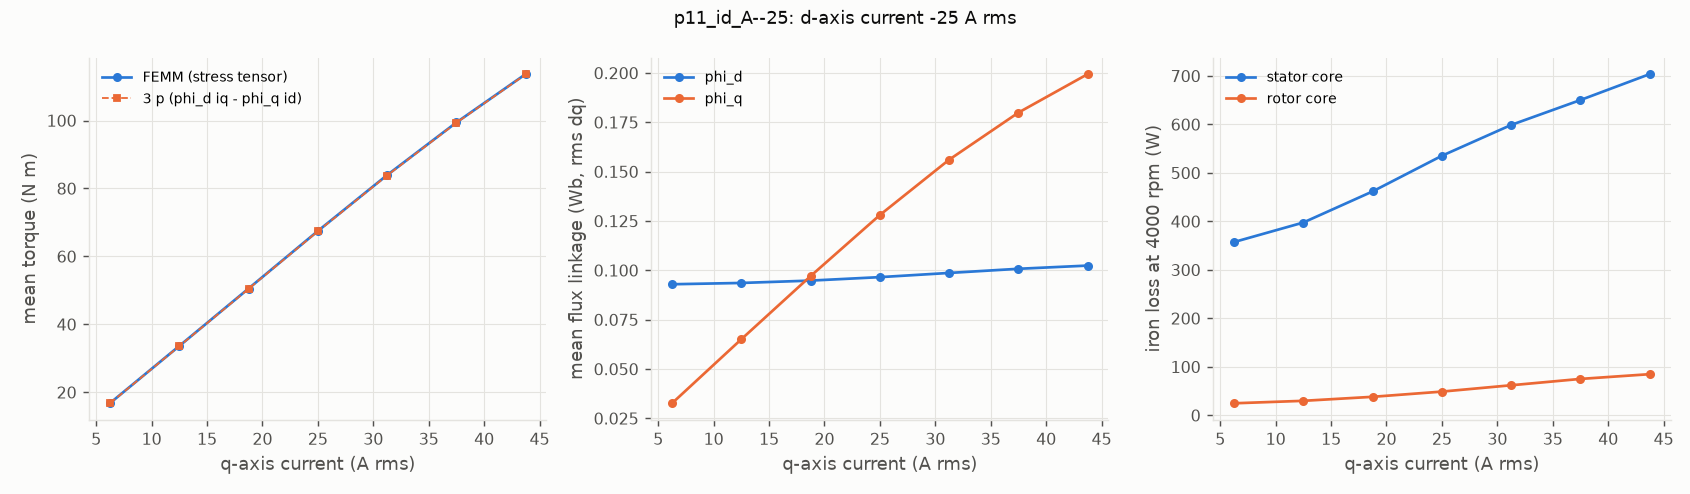 p11_id_A--25: d-axis current -25 A rms
FEMM (stress tensor)
3 p (phi_d iq - phi_q id)
mean torque (N m)
100
80
60
40
20
5 10 15 20 25 30 35 40 45
q-axis current (A rms)
phi_d
phi_q
mean flux linkage (Wb, rms dq)
0.200
0.175
0.150
0.125
0.100
0.075
0.050
0.025
5 10 15 20 25 30 35 40 45
q-axis current (A rms)
stator core
rotor core
iron loss at 4000 rpm (W)
700
600
500
400
300
200
100
0
5 10 15 20 25 30 35 40 45
q-axis current (A rms)